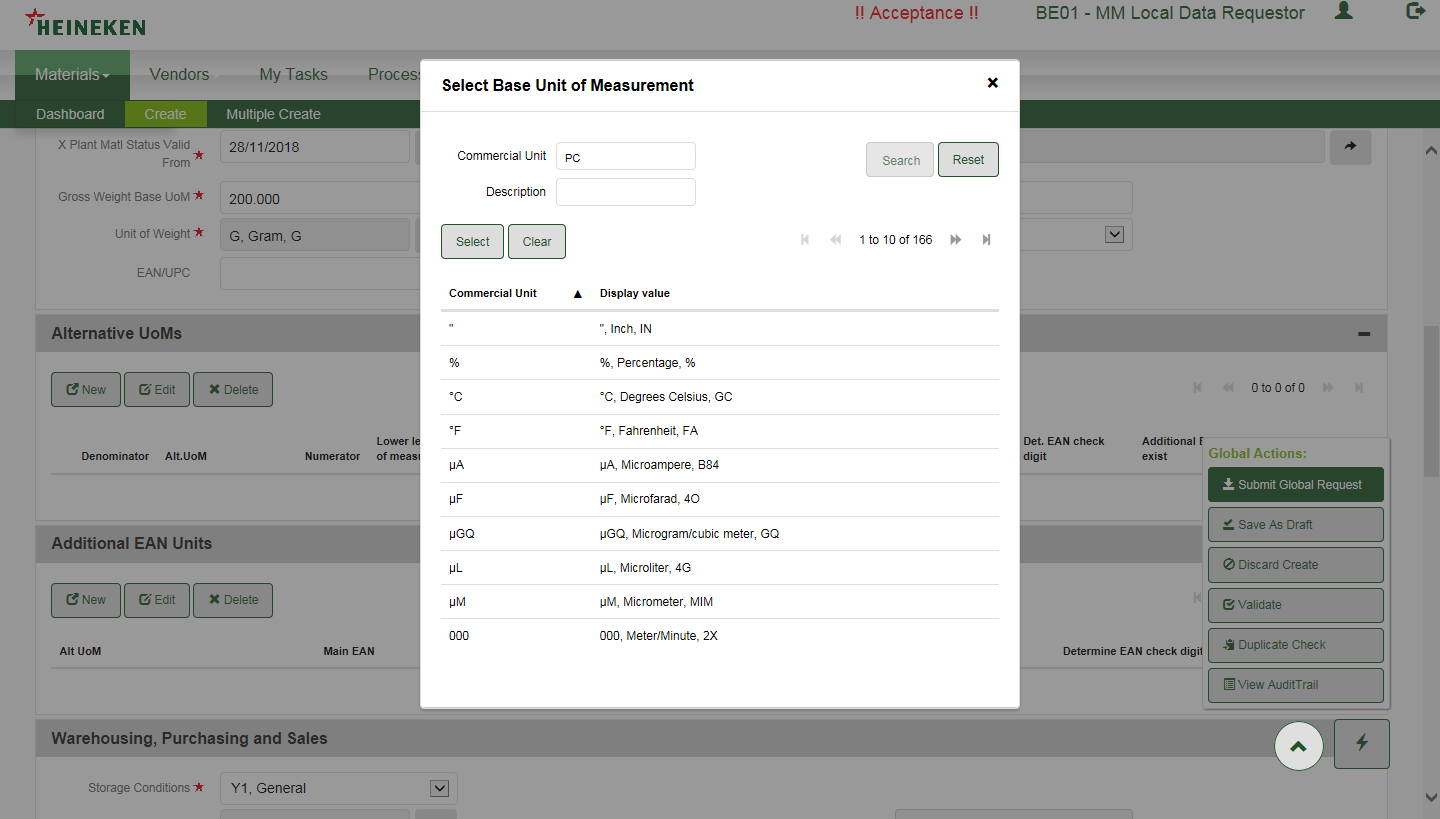 HEINEKEN
!! Acceptance !!
BE01 - MM Local Data Requestor
Materials
Vendors
My Tasks
Process
Dashboard
Create
Multiple Create
X Plant Matl Status Valid
From
28/11/2018
Gross Weight Base UoM
200.000
Unit of Weight
G, Gram, G
EAN/UPC
Select Base Unit of Measurement
Commercial Unit
PC
Search
Reset
Description
Select
Clear
1 to 10 of 166
Commercial Unit
▲
Display value
"
", Inch, IN
%
%, Percentage, %
°C
°C, Degrees Celsius, GC
°F
°F, Fahrenheit, FA
µA
µA, Microampere, B84
µF
µF, Microfarad, 4O
µGQ
µGQ, Microgram/cubic meter, GQ
µL
µL, Microliter, 4G
µM
µM, Micrometer, MIM
000
000, Meter/Minute, 2X
Alternative UoMs
New
Edit
Delete
0 to 0 of 0
Denominator
Alt.UoM
Numerator
Lower le
of measu
Det. EAN check
digit
Additional E
exist
Additional EAN Units
New
Edit
Delete
Alt UoM
Main EAN
Determine EAN check digit
Global Actions:
Submit Global Request
Save As Draft
Discard Create
Validate
Duplicate Check
View AuditTrail
Warehousing, Purchasing and Sales
Storage Conditions
Y1, General